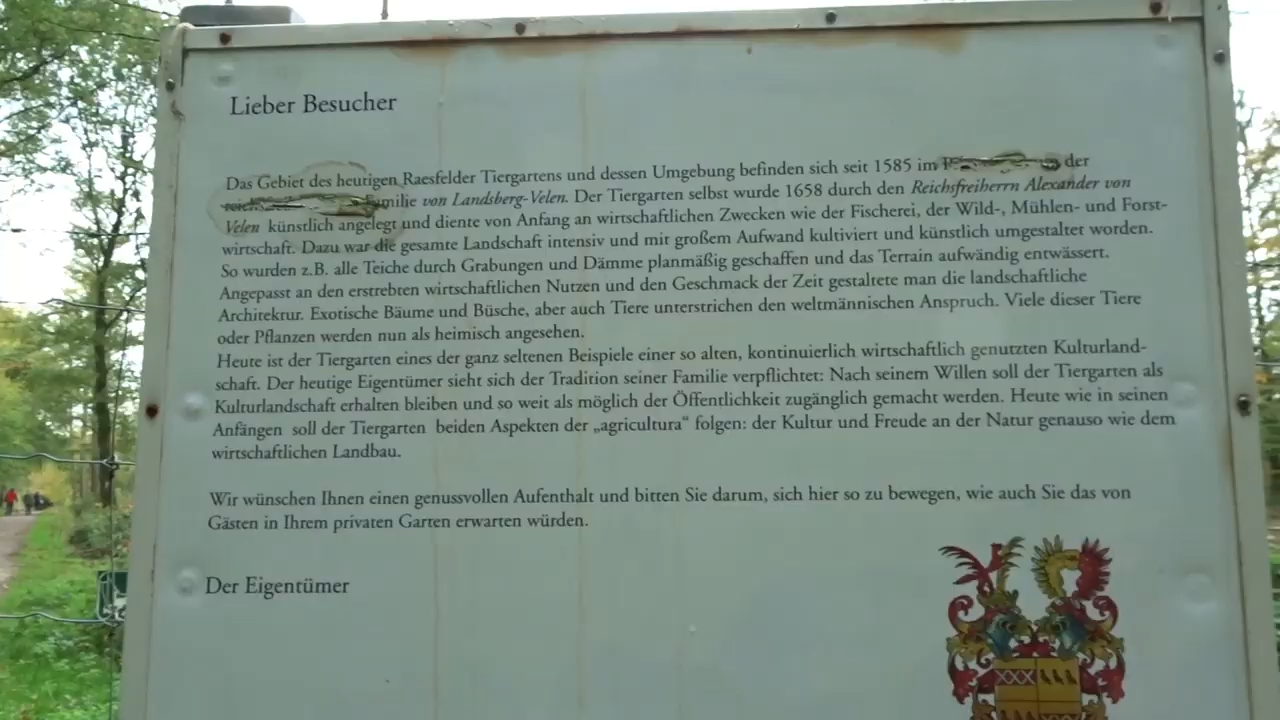 Lieber Besucher
Das Gebiet des heutigen Raesfelder Tiergartens und dessen Umgebung befinden sich seit 1585 im der
Familie von Landsberg-Velen. Der Tiergarten selbst wurde 1658 durch den Reichsfreiherrn Alexander von
Velen künstlich angelegt und diente von Anfang an wirtschaftlichen Zwecken wie der Fischerei, der Wild-, Mühlen- und Forst-
wirtschaft. Dazu war die gesamte Landschaft intensiv und mit großem Aufwand kultiviert und künstlich umgestaltet worden.
So wurden z.B. alle Teiche durch Grabungen und Dämme planmäßig geschaffen und das Terrain aufwändig entwässert.
Angepasst an den erstrebten wirtschaftlichen Nutzen und den Geschmack der Zeit gestaltete man die landschaftliche
Architektur. Exotische Bäume und Büsche, aber auch Tiere unterstrichen den weltmännischen Anspruch. Viele dieser Tiere
oder Pflanzen werden nun als heimisch angesehen.
Heute ist der Tiergarten eines der ganz seltenen Beispiele einer so alten, kontinuierlich wirtschaftlich genutzten Kulturland-
schaft. Der heutige Eigentümer sieht sich der Tradition seiner Familie verpflichtet: Nach seinem Willen soll der Tiergarten als
Kulturlandschaft erhalten bleiben und so weit als möglich der Öffentlichkeit zugänglich gemacht werden. Heute wie in seinen
Anfängen soll der Tiergarten beiden Aspekten der „agricultura“ folgen: der Kultur und Freude an der Natur genauso wie dem
wirtschaftlichen Landbau.
Wir wünschen Ihnen einen genussvollen Aufenthalt und bitten Sie darum, sich hier so zu bewegen, wie auch Sie das von
Gästen in Ihrem privaten Garten erwarten würden.
Der Eigentümer